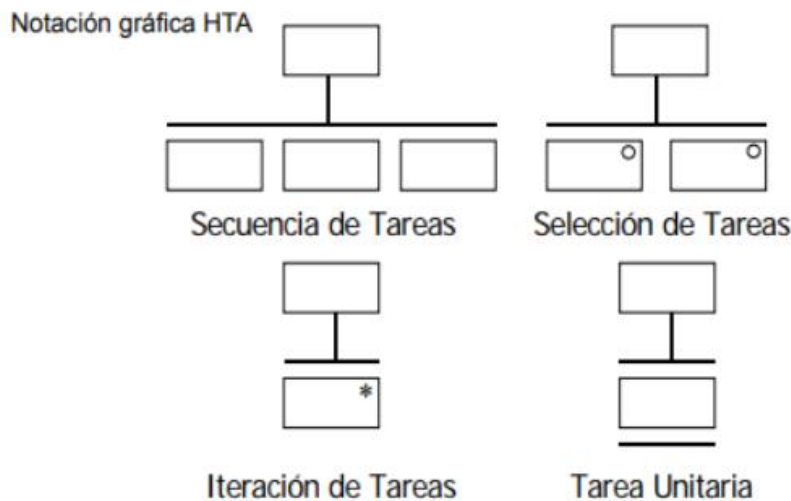 Notación gráfica HTA
Secuencia de Tareas
Selección de Tareas
*
Iteración de Tareas
Tarea Unitaria